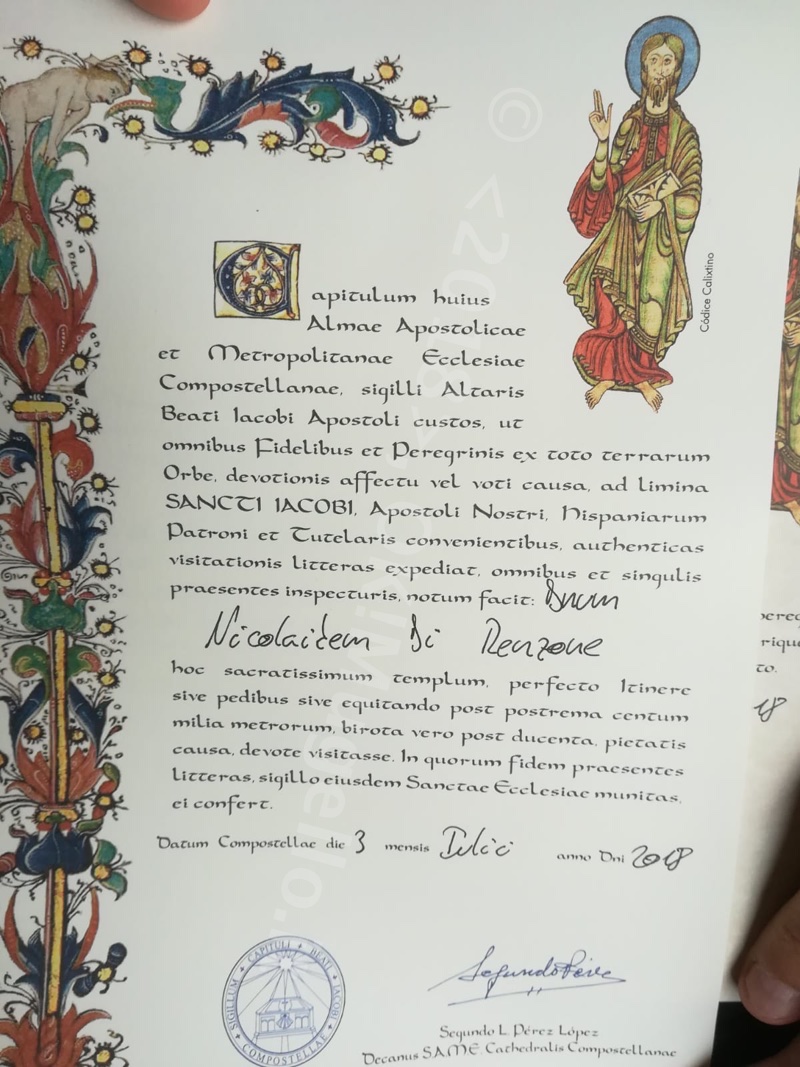 Códice Calixtino
Capitulum huius
Almae Apostolicae
et Metropolitanae Ecclesiae
Compostellanae, sigilli Altaris
Beati Iacobi Apostoli custos, ut
omnibus Fidelibus et Peregrinis ex toto terrarum
Orbe, devotionis affectu vel voti causa, ad limina
SANCTI IACOBI, Apostoli Nostri, Hispaniarum
Patroni et Tutelaris convenientibus, authenticas
visitationis litteras expediat, omnibus et singulis
praesentes inspecturis, notum facit: Dnum
Nicolaidem Di Renzone
hoc sacratissimum templum, perfecto Itinere
sive pedibus sive equitando post postrema centum
milia metrorum, birota vero post ducenta, pietatis
causa, devote visitasse. In quorum fidem praesentes
litteras, sigillo eiusdem Sanctae Ecclesiae munitas,
ei confert.
Datum Compostellae die 3 mensis Iulii anno Dni 2018
SIGILLUM CAPITULI BEATI JACOBI COMPOSTELLAE
Segundo Pérez
Segundo L. Pérez López
Decanus S.A.M.E. Cathedralis Compostellanae
to.
18